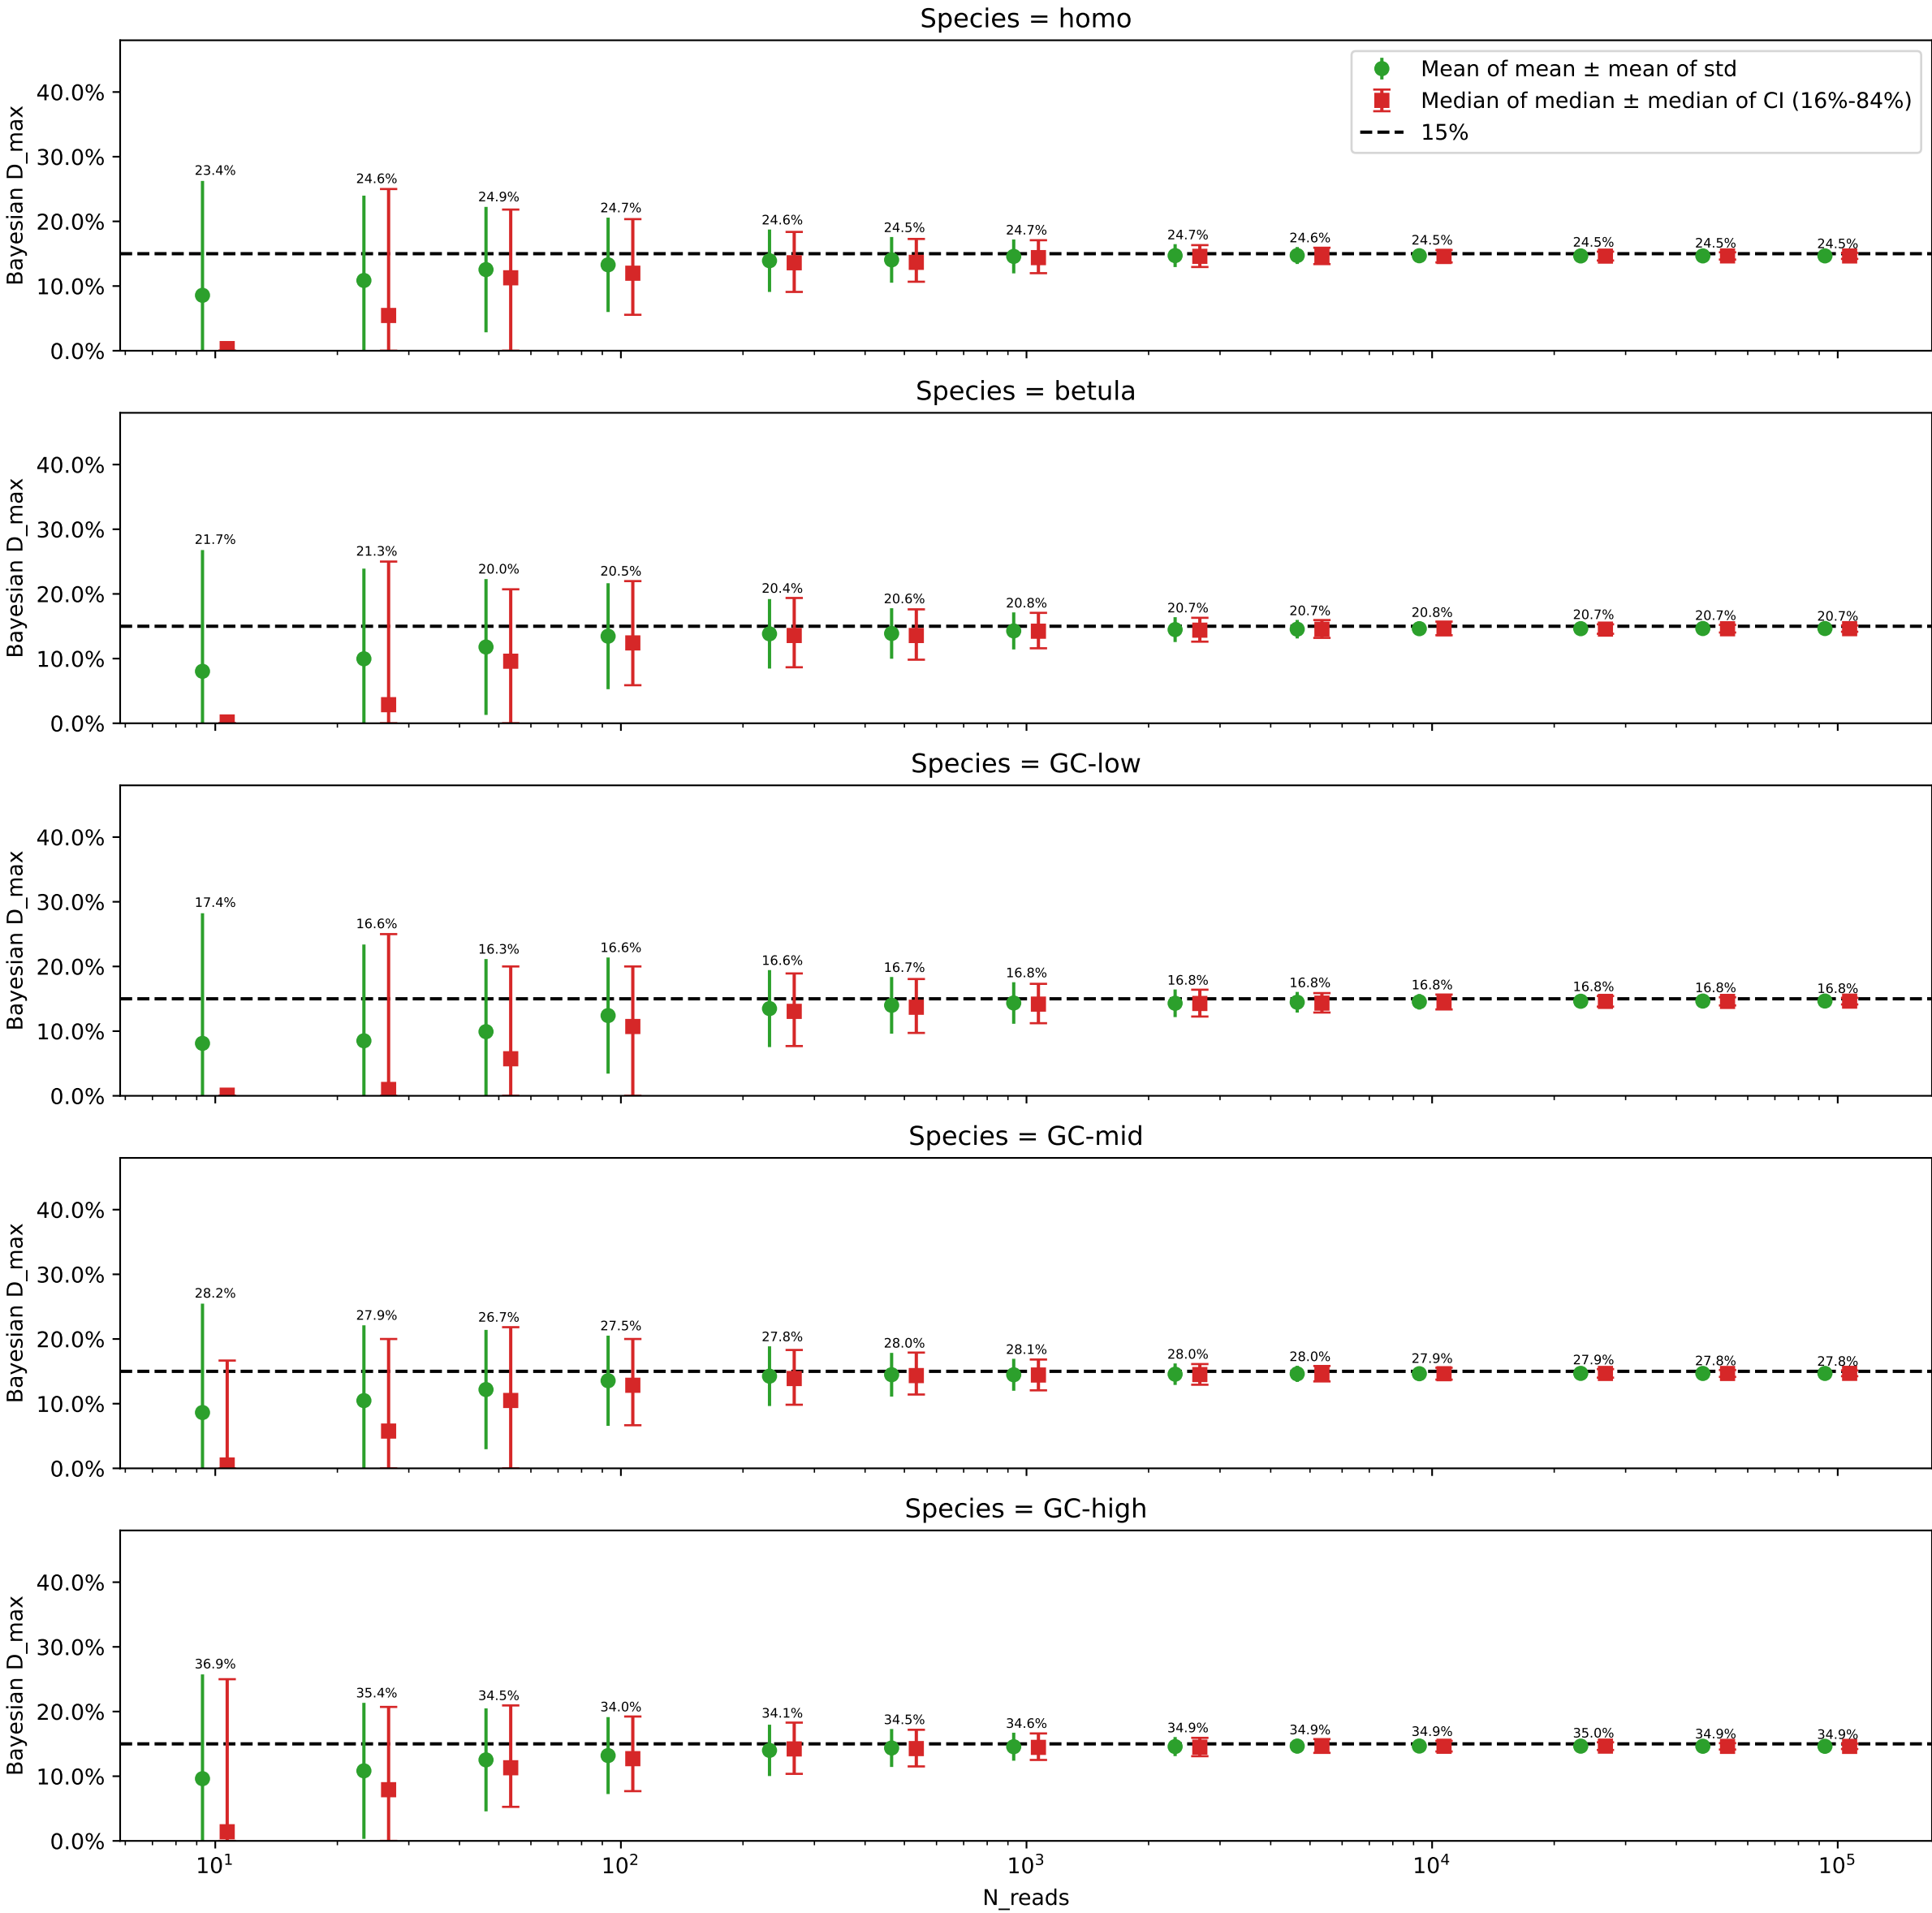 Species = homo
Bayesian D_max
40.0%
30.0%
20.0%
10.0%
0.0%
Mean of mean ± mean of std
Median of median ± median of CI (16%-84%)
15%
23.4% 24.6% 24.9% 24.7% 24.6% 24.5% 24.7% 24.7% 24.6% 24.5% 24.5% 24.5% 24.5%
Species = betula
Bayesian D_max
40.0%
30.0%
20.0%
10.0%
0.0%
21.7% 21.3% 20.0% 20.5% 20.4% 20.6% 20.8% 20.7% 20.7% 20.8% 20.7% 20.7% 20.7%
Species = GC-low
Bayesian D_max
40.0%
30.0%
20.0%
10.0%
0.0%
17.4% 16.6% 16.3% 16.6% 16.6% 16.7% 16.8% 16.8% 16.8% 16.8% 16.8% 16.8% 16.8%
Species = GC-mid
Bayesian D_max
40.0%
30.0%
20.0%
10.0%
0.0%
28.2% 27.9% 26.7% 27.5% 27.8% 28.0% 28.1% 28.0% 28.0% 27.9% 27.9% 27.8% 27.8%
Species = GC-high
Bayesian D_max
40.0%
30.0%
20.0%
10.0%
0.0%
36.9% 35.4% 34.5% 34.0% 34.1% 34.5% 34.6% 34.9% 34.9% 34.9% 35.0% 34.9% 34.9%
10¹ 10² 10³ 10⁴ 10⁵
N_reads